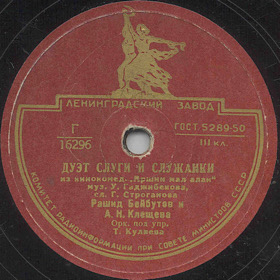 ЛЕНИНГРАДСКИЙ ЗАВОД
Г
16296
ГОСТ 5289-50
III кл.
ДУЭТ СЛУГИ И СЛУЖАНКИ
из кинокомед. „Аршин мал алан"
муз. У. Гаджибекова,
сл. Г. Строганова
Рашид Бейбутов и
А. Н. Клещева
Орк. под упр.
Т. Кулиева
КОМИТЕТ РАДИОИНФОРМАЦИИ ПРИ СОВЕТЕ МИНИСТРОВ СССР